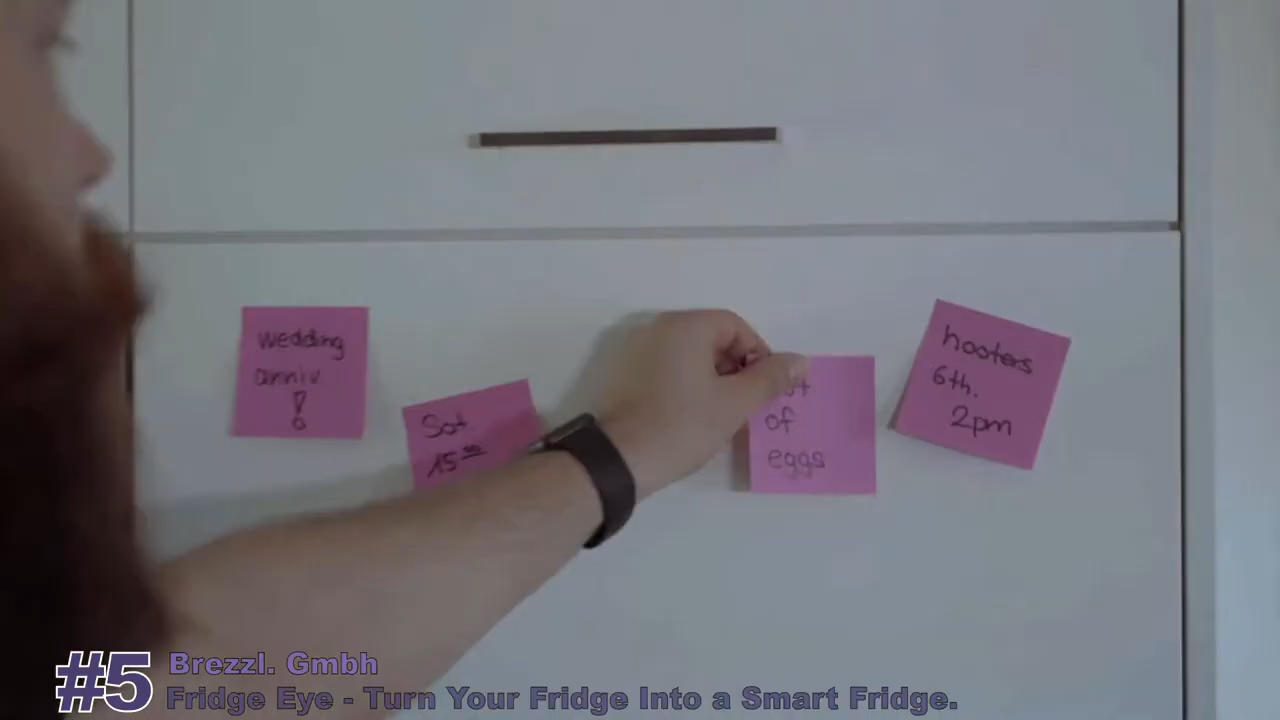 wedding
anniv.
!
Sat
15⁰⁰
of
eggs
hooters
6th.
2pm
#5
Brezzl. Gmbh
Fridge Eye - Turn Your Fridge Into a Smart Fridge.